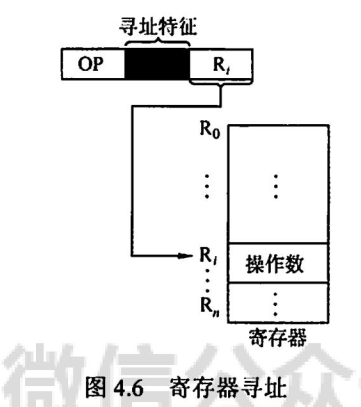 寻址特征
OP
R_i
R_0
⋮ ⋮
R_i 操作数
⋮
R_n ⋮
寄存器
图 4.6 寄存器寻址
微信公众